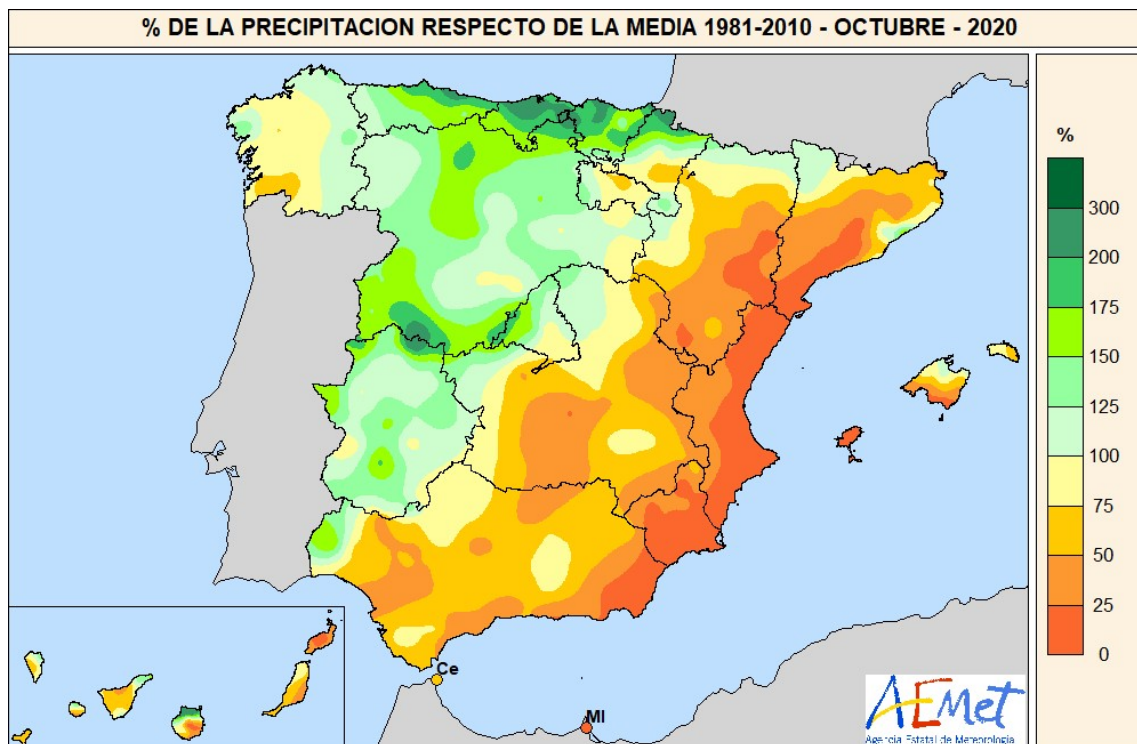 % DE LA PRECIPITACION RESPECTO DE LA MEDIA 1981-2010 - OCTUBRE - 2020
%
300
200
175
150
125
100
75
50
25
0
Ce
Ml
AEMet
Agencia Estatal de Meteorología